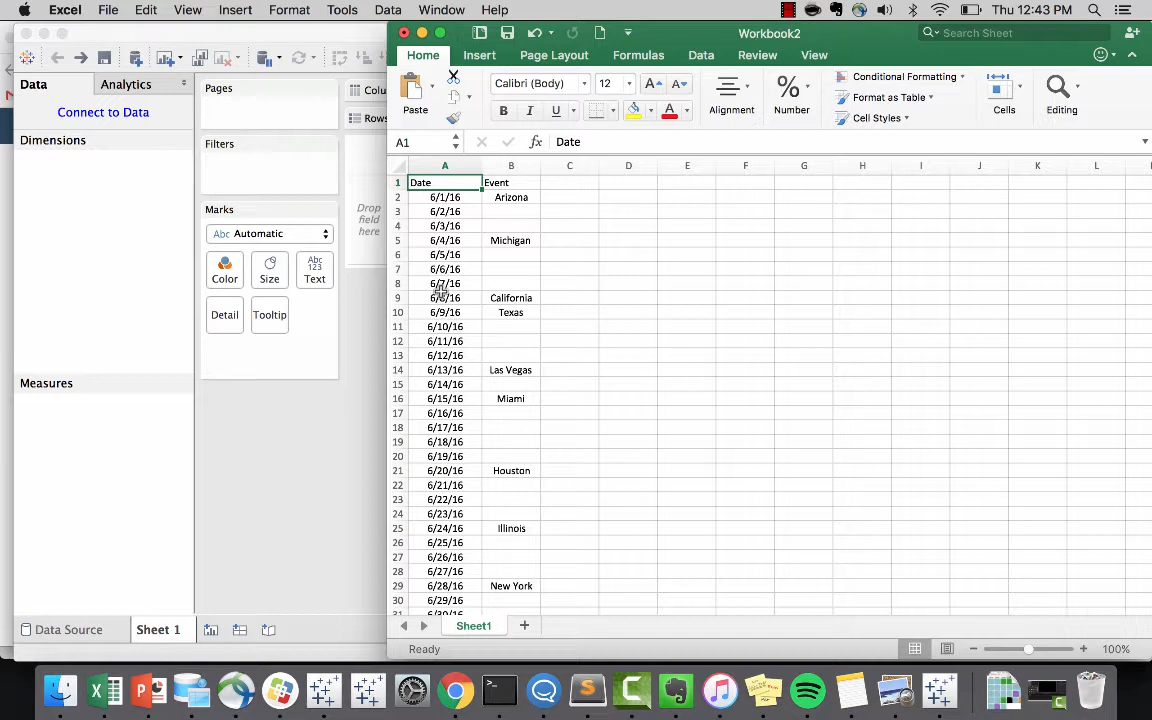 Excel File Edit View Insert Format Tools Data Window Help Thu 12:43 PM
Workbook2
Search Sheet
Home Insert Page Layout Formulas Data Review View
Paste
Calibri (Body) 12
B I U
Alignment
Number
Conditional Formatting
Format as Table
Cell Styles
Cells
Editing
A1 fx Date
Data Analytics
Connect to Data
Dimensions
Measures
Pages
Filters
Marks
Abc Automatic
Color Size Abc 123 Text
Detail Tooltip
Rows
Drop field here
A B C D E F G H I J K L
1 Date Event
2 6/1/16 Arizona
3 6/2/16
4 6/3/16
5 6/4/16 Michigan
6 6/5/16
7 6/6/16
8 6/7/16
9 6/8/16 California
10 6/9/16 Texas
11 6/10/16
12 6/11/16
13 6/12/16
14 6/13/16 Las Vegas
15 6/14/16
16 6/15/16 Miami
17 6/16/16
18 6/17/16
19 6/18/16
20 6/19/16
21 6/20/16 Houston
22 6/21/16
23 6/22/16
24 6/23/16
25 6/24/16 Illinois
26 6/25/16
27 6/26/16
28 6/27/16
29 6/28/16 New York
30 6/29/16
Data Source Sheet 1
Sheet1
Ready 100%